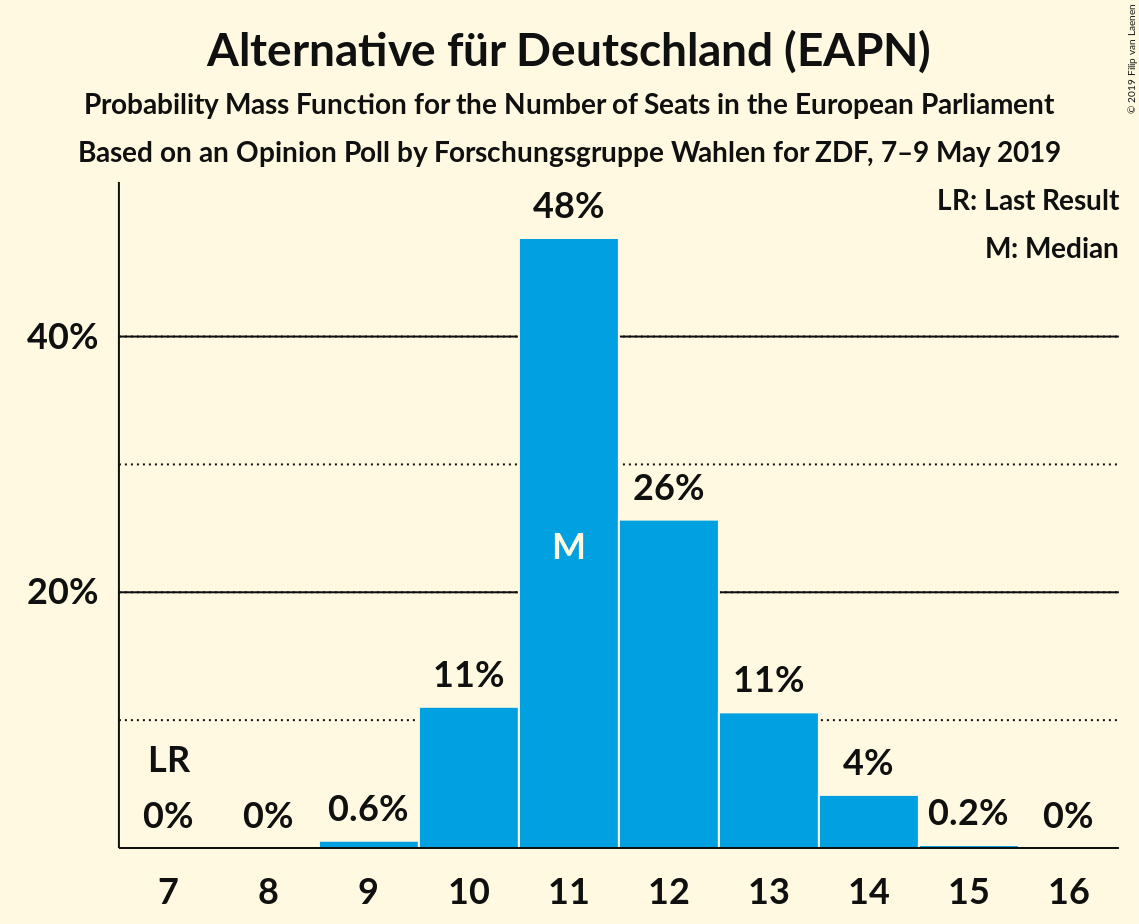 Alternative für Deutschland (EAPN)
Probability Mass Function for the Number of Seats in the European Parliament
Based on an Opinion Poll by Forschungsgruppe Wahlen for ZDF, 7–9 May 2019
© 2019 Filip van Laenen
LR: Last Result
M: Median
48%
40%
26%
M
20%
11%
11%
LR
4%
0%
0%
0.6%
0.2%
0%
7
8
9
10
11
12
13
14
15
16